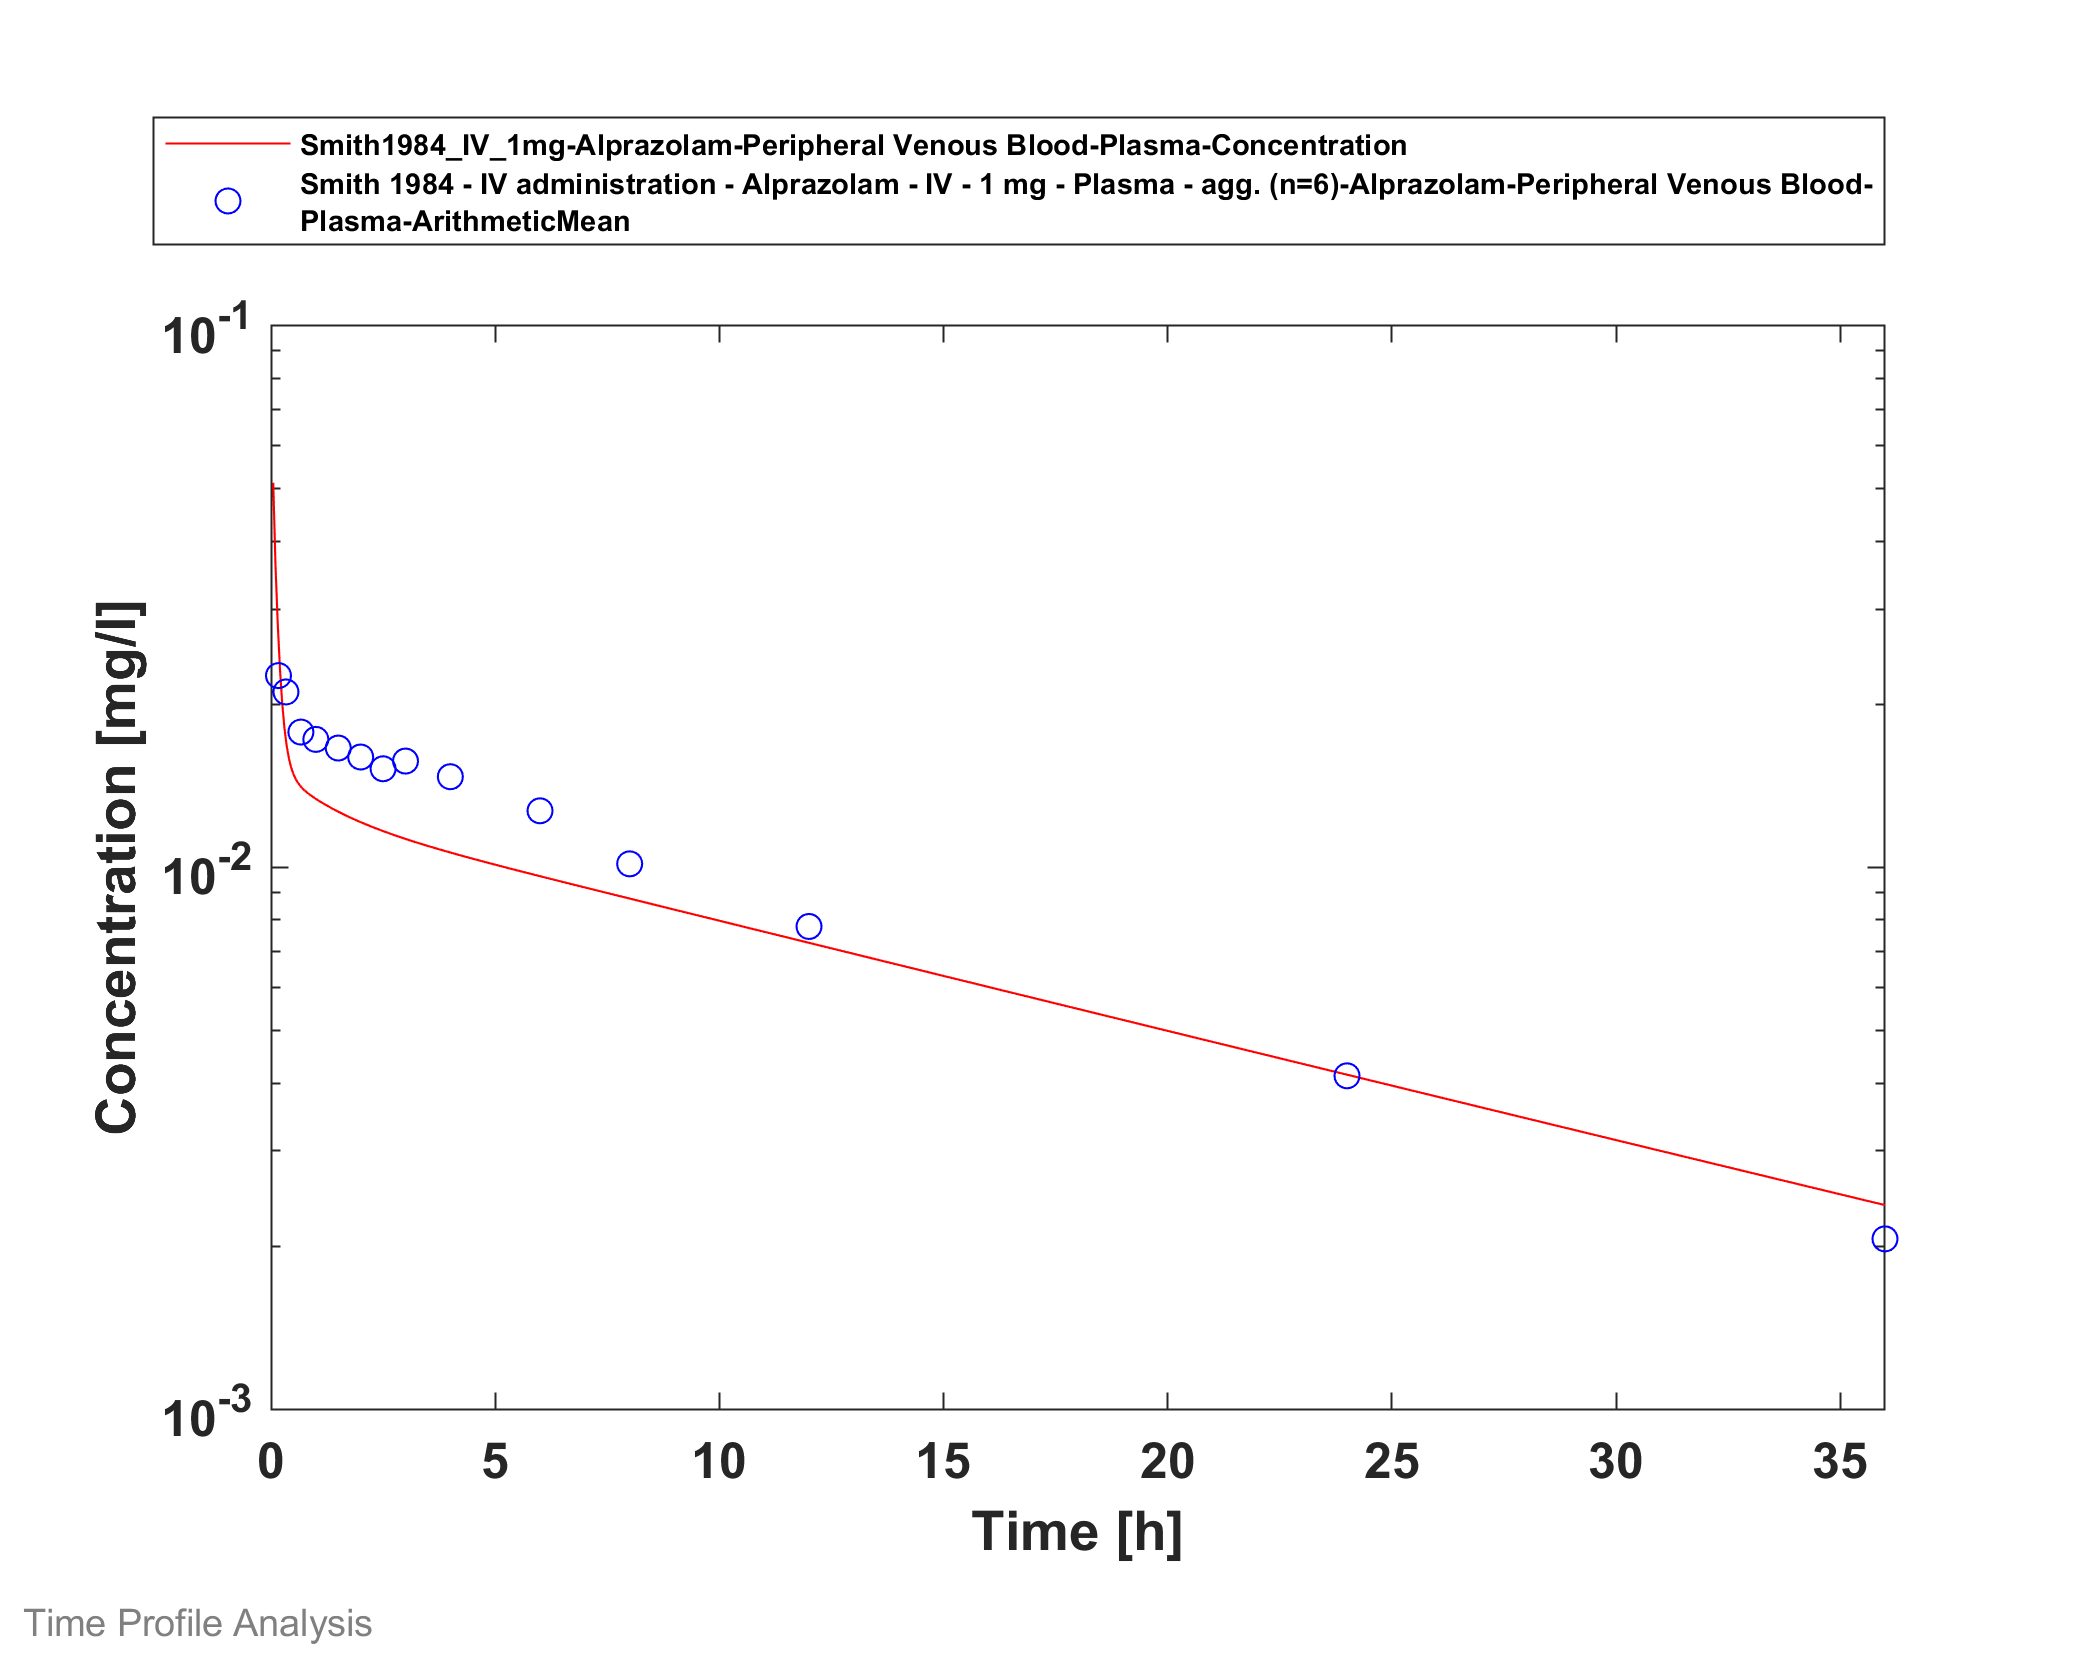 Smith1984_IV_1mg-Alprazolam-Peripheral Venous Blood-Plasma-Concentration
Smith 1984 - IV administration - Alprazolam - IV - 1 mg - Plasma - agg. (n=6)-Alprazolam-Peripheral Venous Blood-
Plasma-ArithmeticMean
10^-1
10^-2
10^-3
Concentration [mg/l]
0 5 10 15 20 25 30 35
Time [h]
Time Profile Analysis